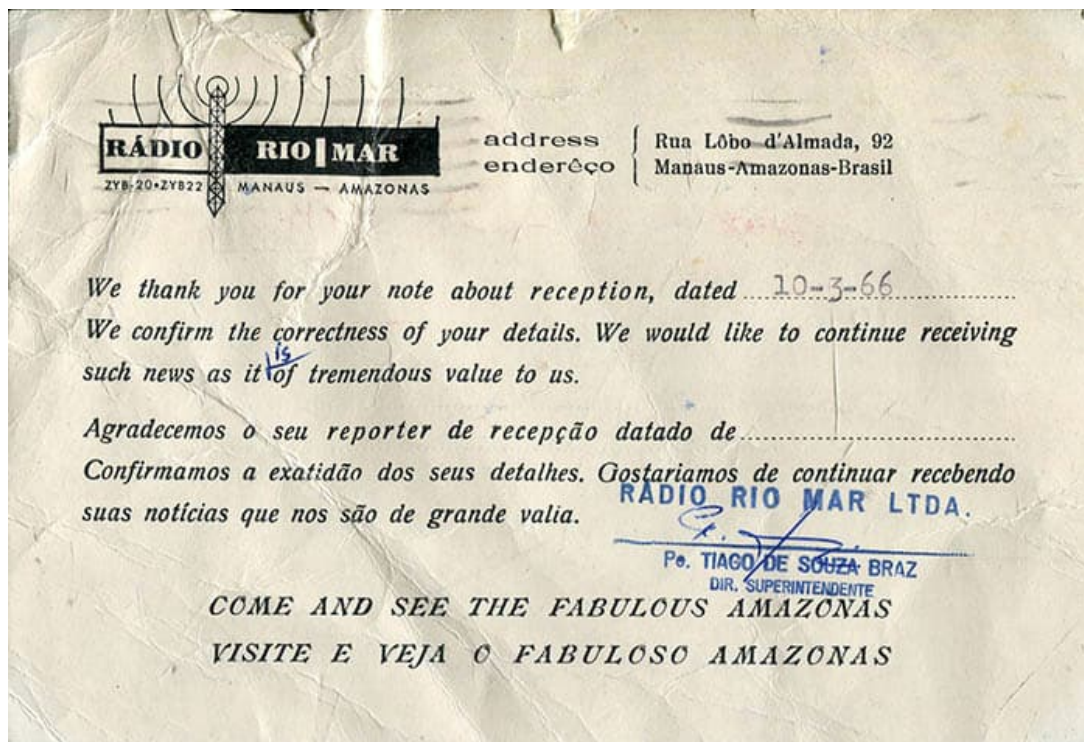 RÁDIO RIO MAR
ZYB-20•ZYB22 MANAUS — AMAZONAS
address
enderêço
Rua Lôbo d'Almada, 92
Manaus-Amazonas-Brasil
We thank you for your note about reception, dated 10-3-66
We confirm the correctness of your details. We would like to continue receiving
such news as it is of tremendous value to us.
Agradecemos o seu reporter de recepção datado de
Confirmamos a exatidão dos seus detalhes. Gostariamos de continuar recebendo
suas notícias que nos são de grande valia.
RÁDIO RIO MAR LTDA.
Pe. TIAGO DE SOUZA BRAZ
DIR. SUPERINTENDENTE
COME AND SEE THE FABULOUS AMAZONAS
VISITE E VEJA O FABULOSO AMAZONAS